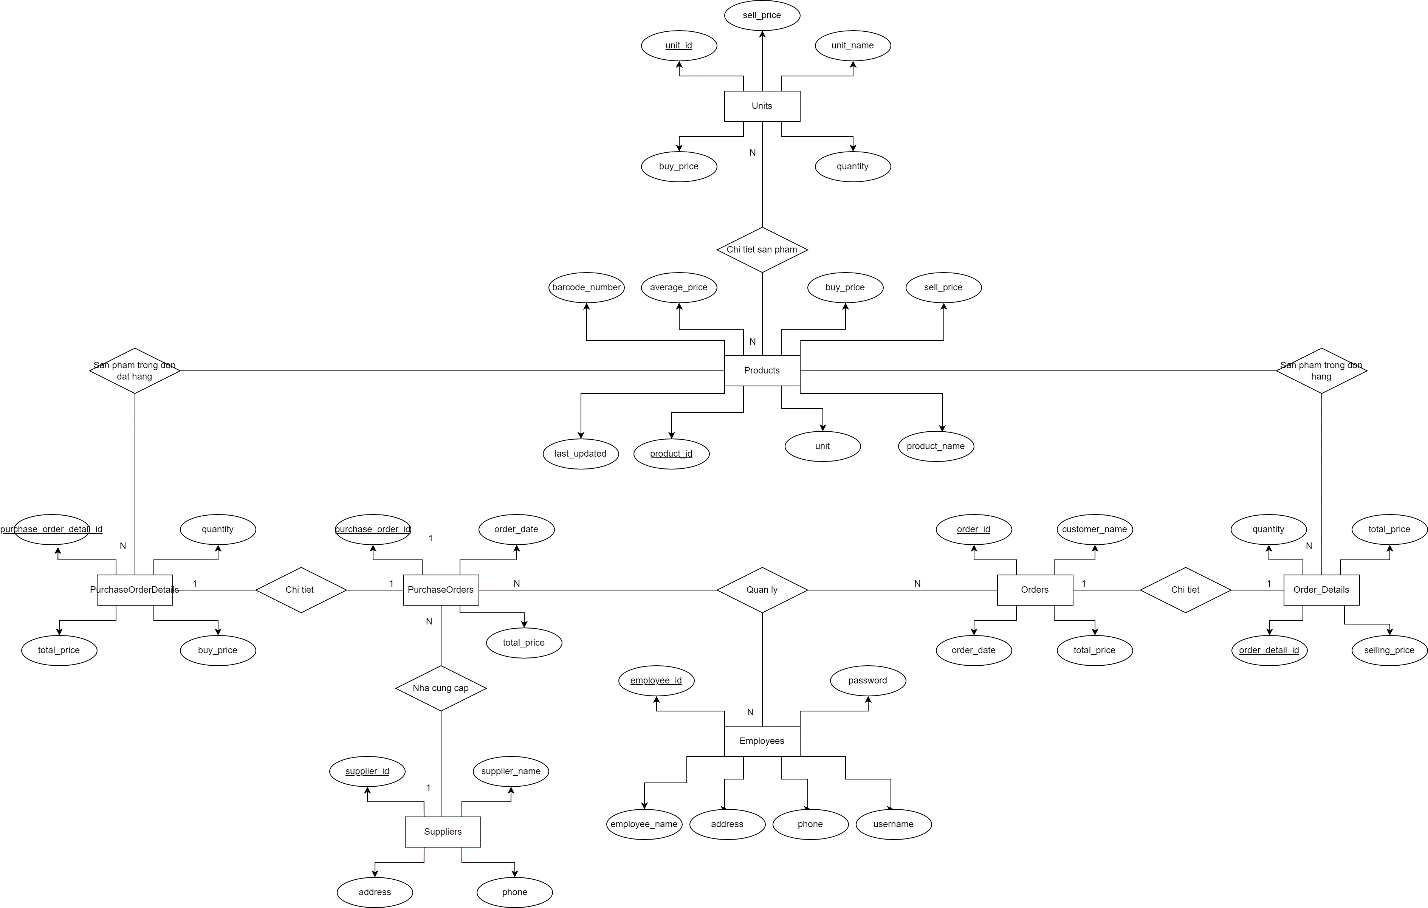 sell_price
unit_id
unit_name
Units
N
buy_price
quantity
Chi tiet san pham
barcode_number
average_price
buy_price
sell_price
N
San pham trong don
dat hang
Products
San pham trong don
hang
last_updated
product_id
unit
product_name
purchase_order_detail_id
quantity
purchase_order_id
order_date
order_id
customer_name
quantity
total_price
N
1
N
PurchaseOrderDetails
1
Chi tiet
1
PurchaseOrders
N
Quan ly
N
Orders
1
Chi tiet
1
Order_Details
N
total_price
buy_price
total_price
order_date
total_price
order_detail_id
selling_price
Nha cung cap
employee_id
password
N
Employees
supplier_id
supplier_name
1
employee_name
address
phone
username
Suppliers
address
phone